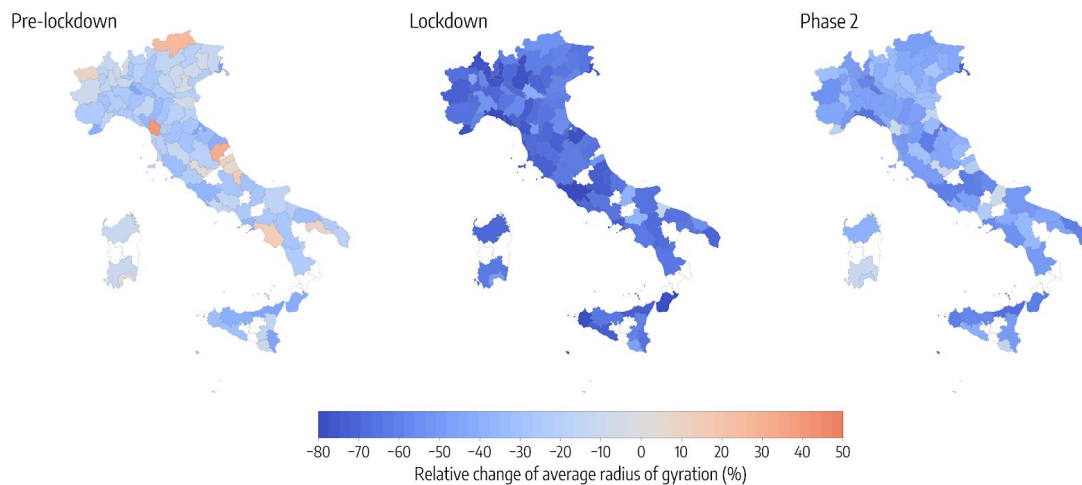 Pre-lockdown
Lockdown
Phase 2
−80 −70 −60 −50 −40 −30 −20 −10 0 10 20 30 40 50
Relative change of average radius of gyration (%)